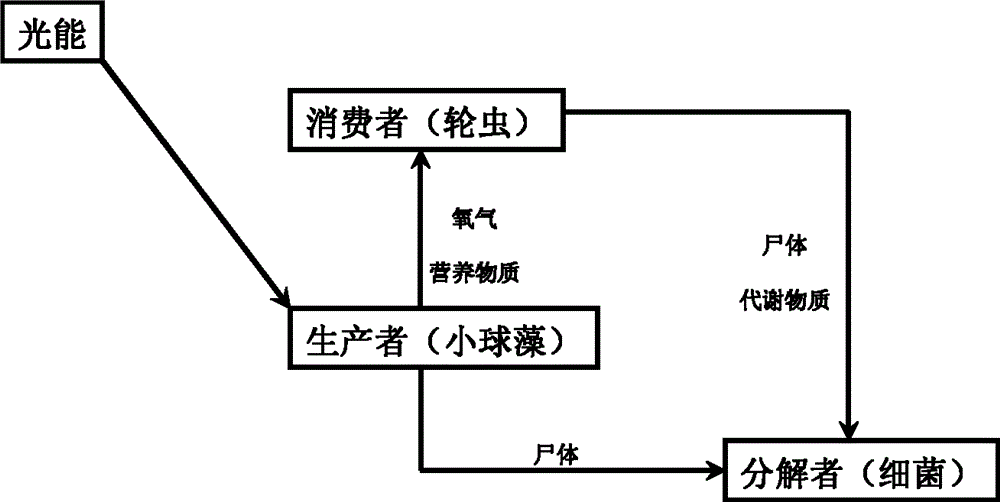 光能
消费者（轮虫）
氧气
营养物质
尸体
代谢物质
生产者（小球藻）
尸体
分解者（细菌）